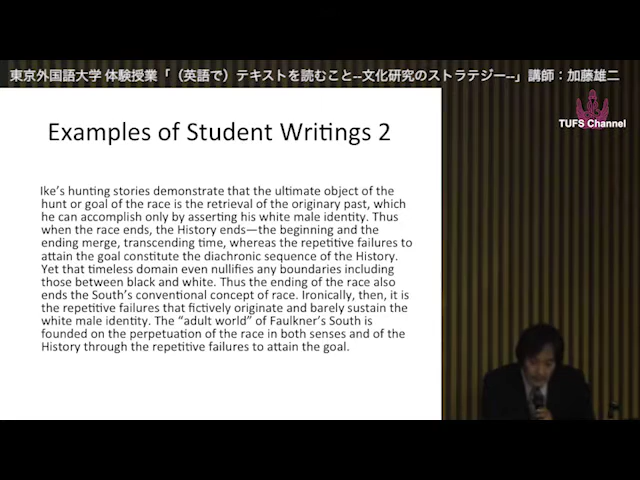 東京外国語大学 体験授業「（英語で）テキストを読むこと--文化研究のストラテジー--」講師：加藤雄二
TUFS Channel
Examples of Student Writings 2
Ike's hunting stories demonstrate that the ultimate object of the
hunt or goal of the race is the retrieval of the originary past, which
he can accomplish only by asserting his white male identity. Thus
when the race ends, the History ends—the beginning and the
ending merge, transcending time, whereas the repetitive failures to
attain the goal constitute the diachronic sequence of the History.
Yet that timeless domain even nullifies any boundaries including
those between black and white. Thus the ending of the race also
ends the South's conventional concept of race. Ironically, then, it is
the repetitive failures that fictively originate and barely sustain the
white male identity. The “adult world” of Faulkner's South is
founded on the perpetuation of the race in both senses and of the
History through the repetitive failures to attain the goal.